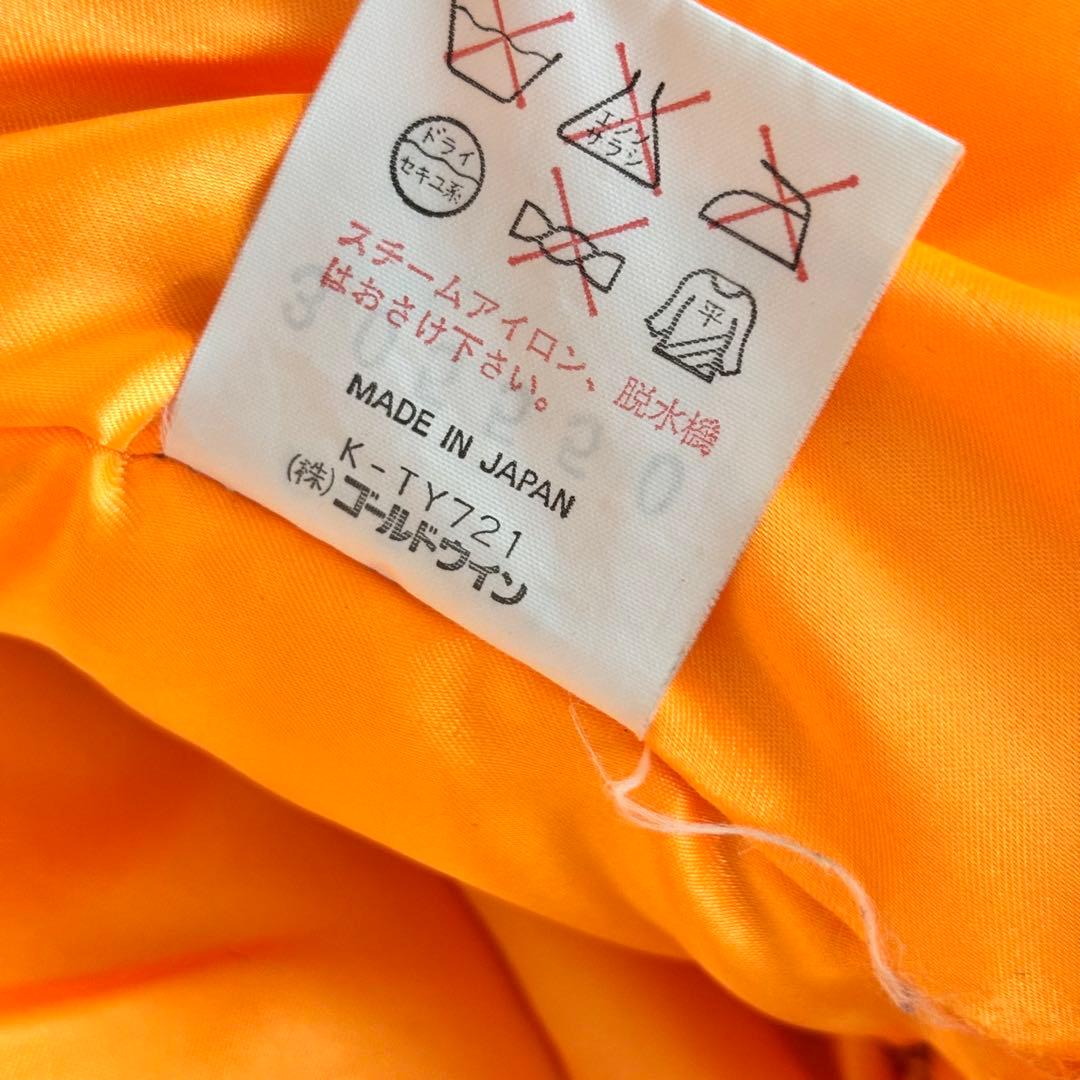 エンソ
サラシ
ドライ
セキユ系
平
スチームアイロン、脱水機
はおさけ下さい。
MADE IN JAPAN
K-TY721
(株)ゴールドウイン